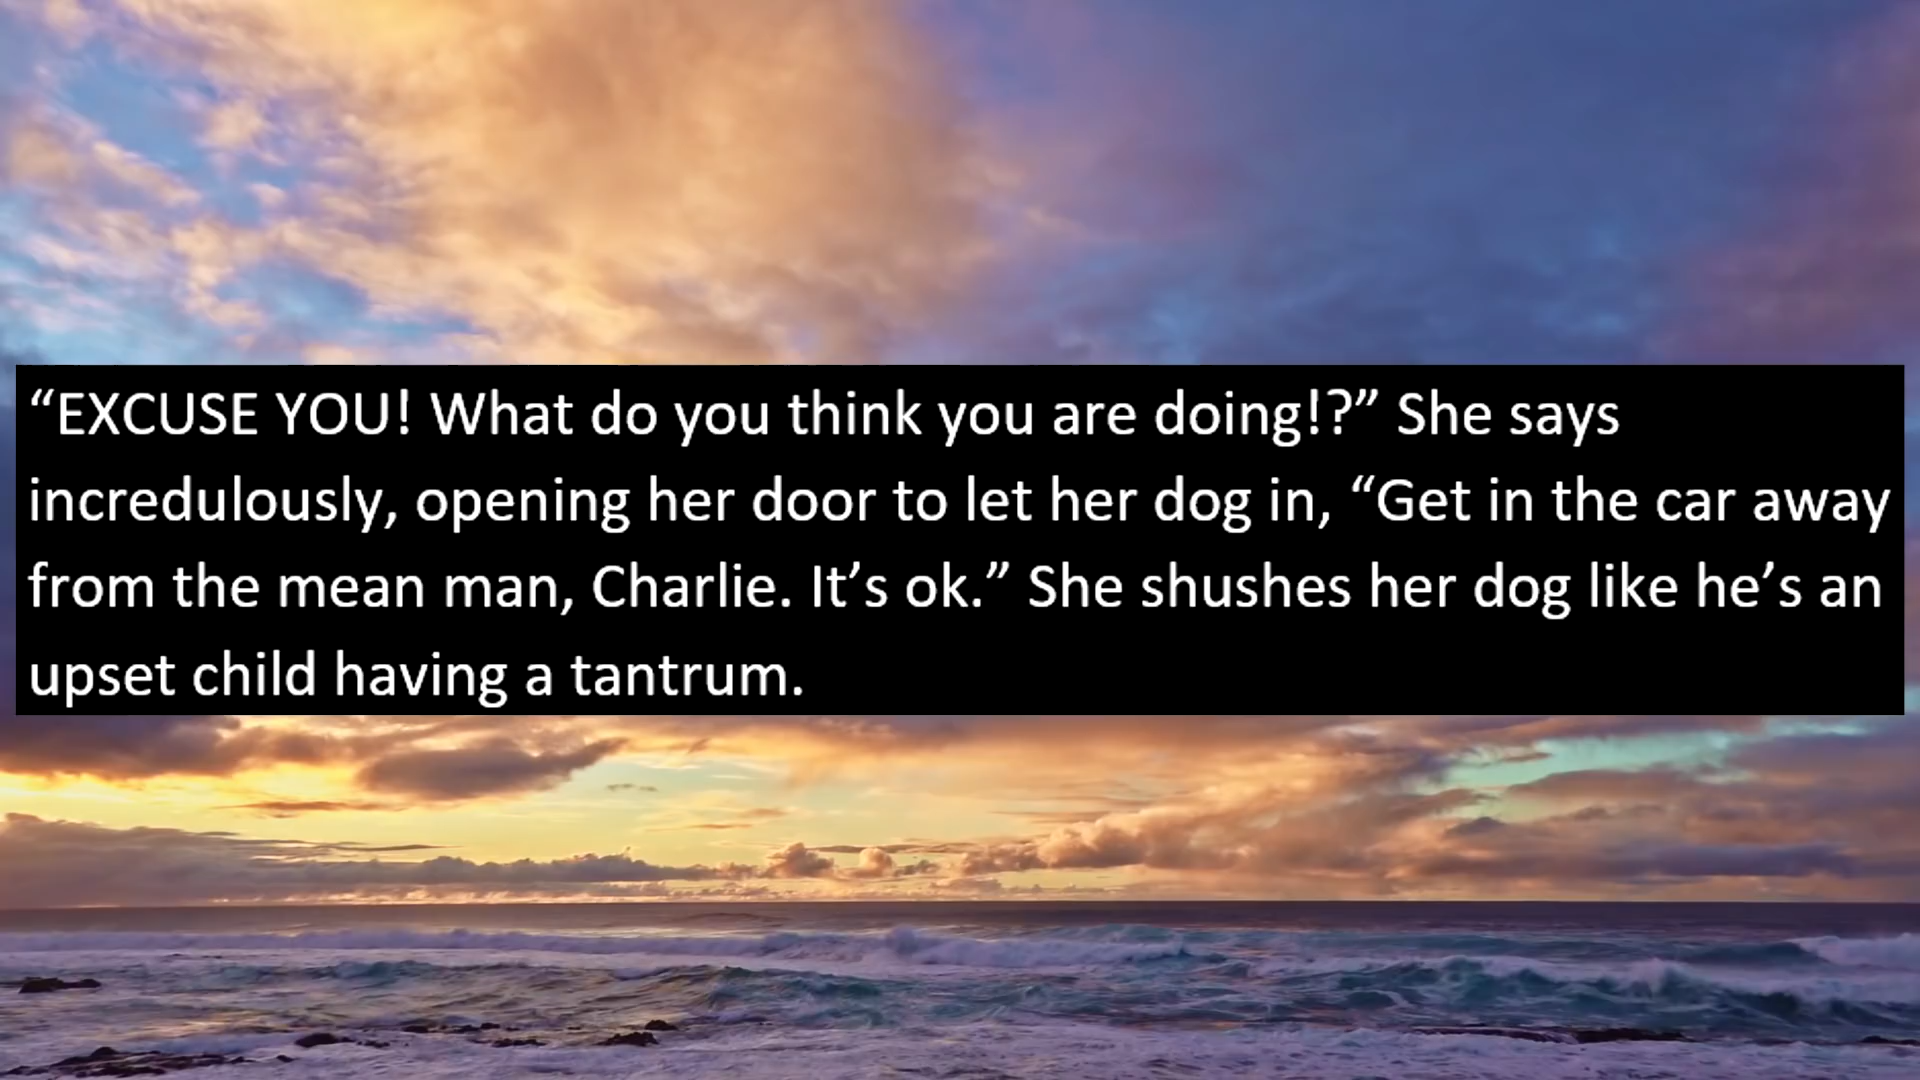 “EXCUSE YOU! What do you think you are doing!?” She says
incredulously, opening her door to let her dog in, “Get in the car away
from the mean man, Charlie. It’s ok.” She shushes her dog like he’s an
upset child having a tantrum.